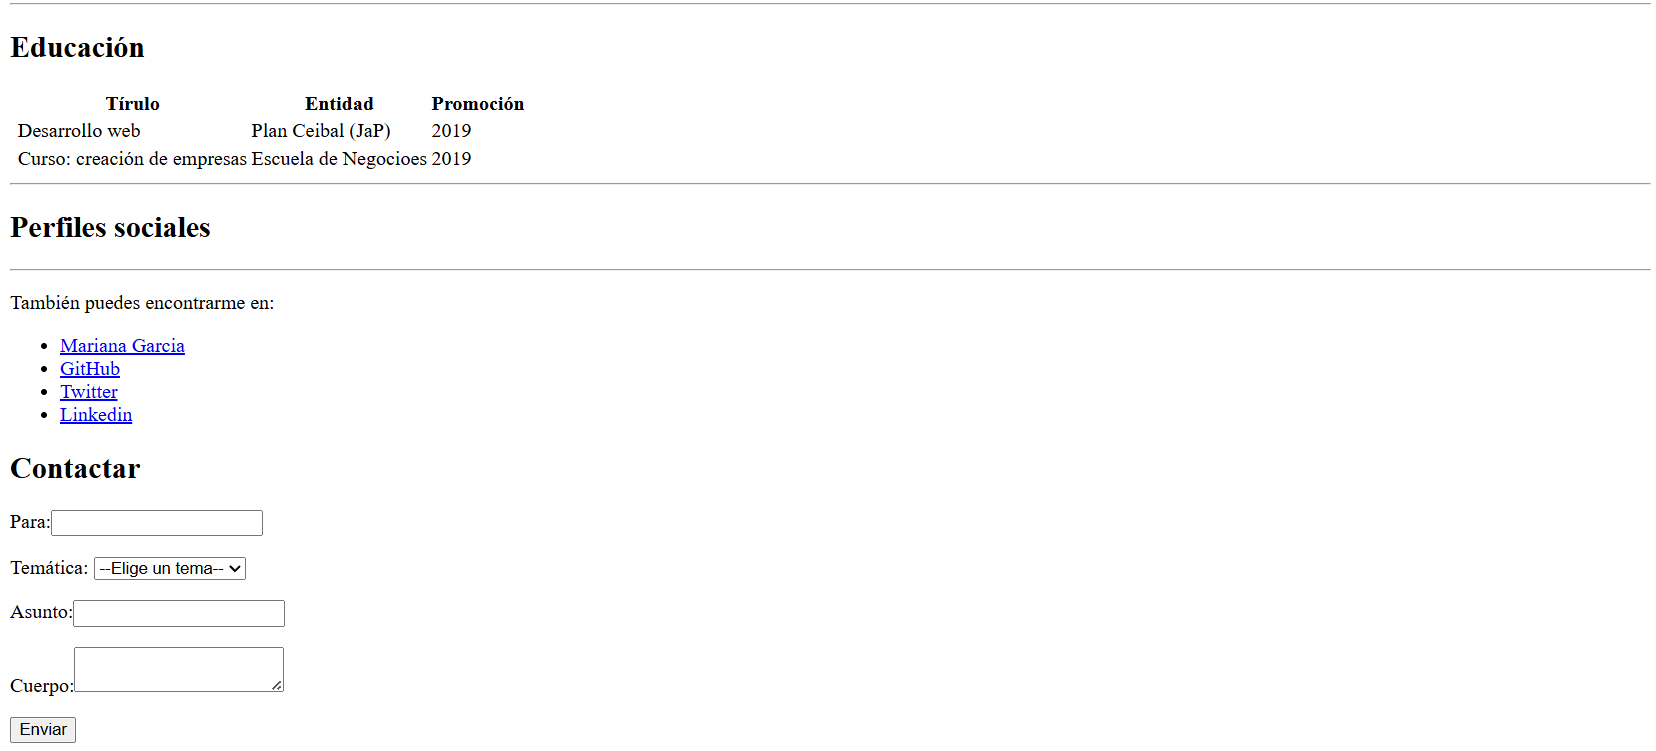 Educación
Tírulo Entidad Promoción
Desarrollo web Plan Ceibal (JaP) 2019
Curso: creación de empresas Escuela de Negocioes 2019
Perfiles sociales
También puedes encontrarme en:
Mariana Garcia
GitHub
Twitter
Linkedin
Contactar
Para:
Temática: --Elige un tema--
Asunto:
Cuerpo:
Enviar